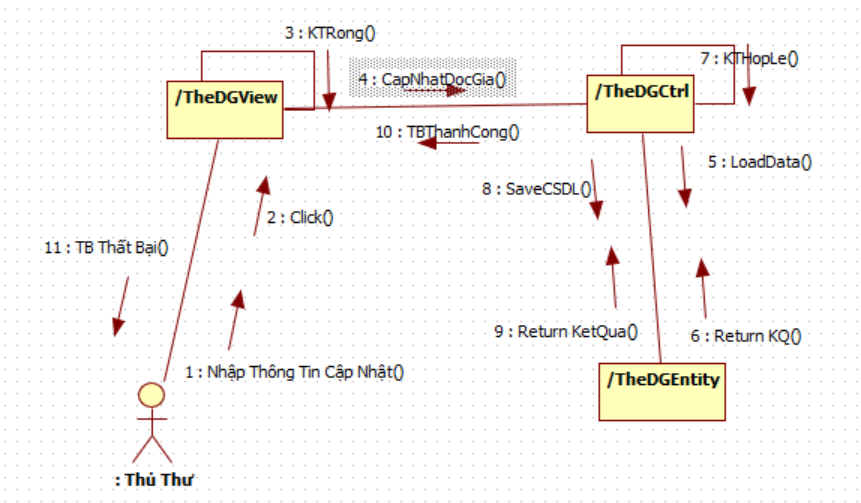 3 : KTRong()
7 : KTHopLe()
4 : CapNhatDocGia()
/TheDGView
/TheDGCtrl
10 : TBThanhCong()
5 : LoadData()
8 : SaveCSDL()
2 : Click()
11 : TB Thất Bại()
9 : Return KetQua()
6 : Return KQ()
1 : Nhập Thông Tin Cập Nhật()
/TheDGEntity
: Thủ Thư